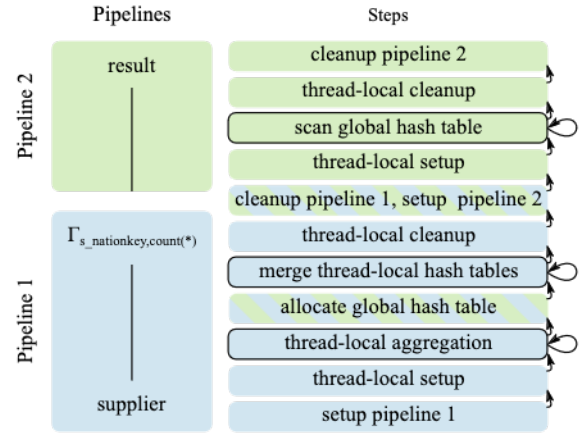 Pipelines
Steps
Pipeline 2
result
cleanup pipeline 2
thread-local cleanup
scan global hash table
thread-local setup
cleanup pipeline 1, setup pipeline 2
Pipeline 1
Γs_nationkey,count(*)
supplier
thread-local cleanup
merge thread-local hash tables
allocate global hash table
thread-local aggregation
thread-local setup
setup pipeline 1